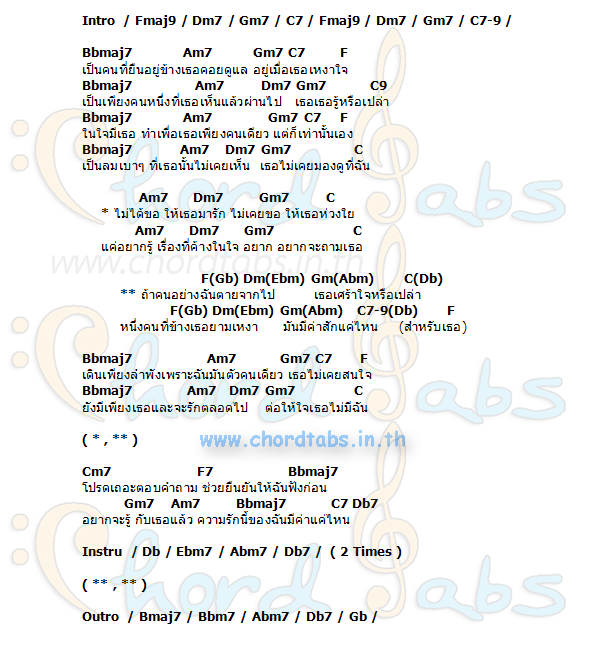 Intro / Fmaj9 / Dm7 / Gm7 / C7 / Fmaj9 / Dm7 / Gm7 / C7-9 /
Bbmaj7 Am7 Gm7 C7 F
เป็นคนที่ยืนอยู่ข้างเธอคอยดูแล อยู่เมื่อเธอเหงาใจ
Bbmaj7 Am7 Dm7 Gm7 C9
เป็นเพียงคนหนึ่งที่เธอเห็นแล้วผ่านไป เธอเธอรู้หรือเปล่า
Bbmaj7 Am7 Gm7 C7 F
ในใจมีเธอ ทำเพื่อเธอเพียงคนเดียว แต่ก็เท่านั้นเอง
Bbmaj7 Am7 Dm7 Gm7 C
เป็นลมเบาๆ ที่เธอนั้นไม่เคยเห็น เธอไม่เคยมองดูที่ฉัน
Am7 Dm7 Gm7 C
* ไม่ได้ขอ ให้เธอมารัก ไม่เคยขอ ให้เธอห่วงใย
Am7 Dm7 Gm7 C
แค่อยากรู้ เรื่องที่ค้างในใจ อยาก อยากจะถามเธอ
www.chordtabs.in.th
F(Gb) Dm(Ebm) Gm(Abm) C(Db)
** ถ้าคนอย่างฉันตายจากไป เธอเศร้าใจหรือเปล่า
F(Gb) Dm(Ebm) Gm(Abm) C7-9(Db) F
หนึ่งคนที่ข้างเธอยามเหงา มันมีค่าสักแค่ไหน (สำหรับเธอ)
Bbmaj7 Am7 Gm7 C7 F
เดินเพียงลำพังเพราะฉันมันตัวคนเดียว เธอไม่เคยสนใจ
Bbmaj7 Am7 Dm7 Gm7 C
ยังมีเพียงเธอและจะรักตลอดไป ต่อให้ใจเธอไม่มีฉัน
( * , ** )
www.chordtabs.in.th
Cm7 F7 Bbmaj7
โปรดเถอะตอบคำถาม ช่วยยืนยันให้ฉันฟังก่อน
Gm7 Am7 Bbmaj7 C7 Db7
อยากจะรู้ กับเธอแล้ว ความรักนี้ของฉันมีค่าแค่ไหน
Instru / Db / Ebm7 / Abm7 / Db7 / ( 2 Times )
( ** , ** )
Outro / Bmaj7 / Bbm7 / Abm7 / Db7 / Gb /